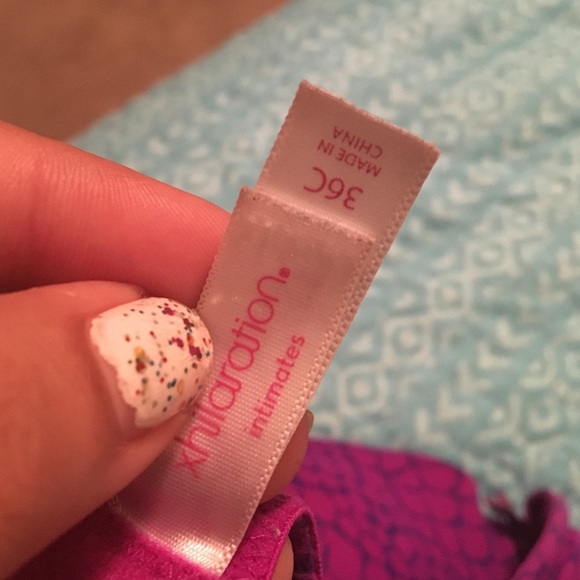 36C
MADE IN
CHINA
xhilaration®
intimates